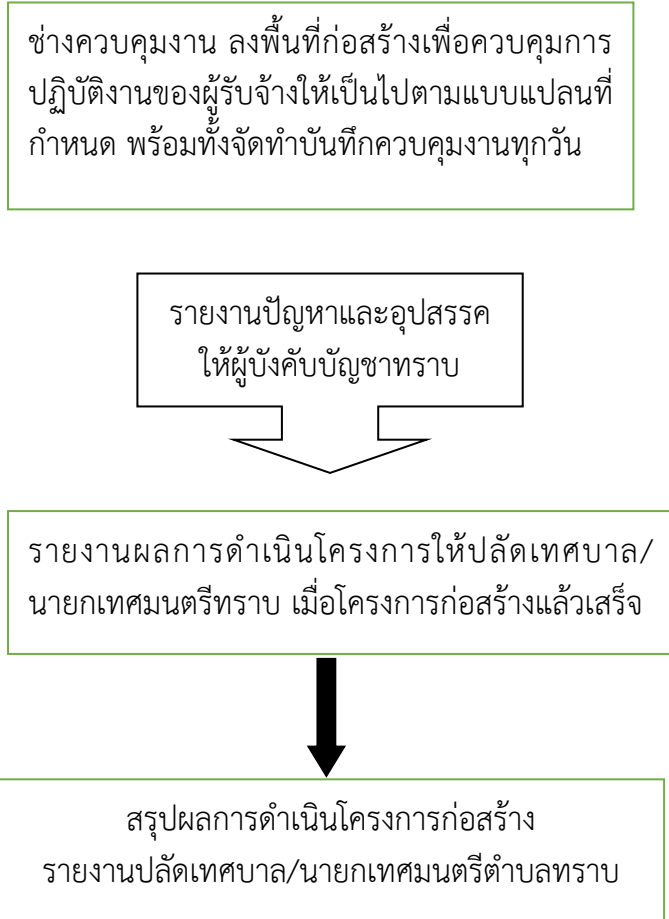 ช่างควบคุมงาน ลงพื้นที่ก่อสร้างเพื่อควบคุมการ
ปฏิบัติงานของผู้รับจ้างให้เป็นไปตามแบบแปลนที่
กำหนด พร้อมทั้งจัดทำบันทึกควบคุมงานทุกวัน
รายงานปัญหาและอุปสรรค
ให้ผู้บังคับบัญชาทราบ
รายงานผลการดำเนินโครงการให้ปลัดเทศบาล/
นายกเทศมนตรีทราบ เมื่อโครงการก่อสร้างแล้วเสร็จ
สรุปผลการดำเนินโครงการก่อสร้าง
รายงานปลัดเทศบาล/นายกเทศมนตรีตำบลทราบ